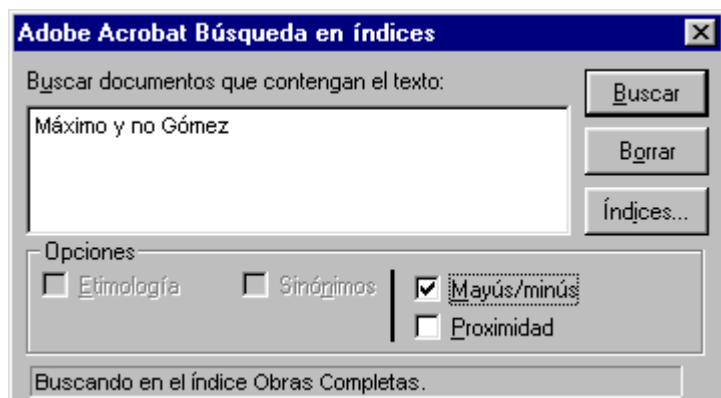 Adobe Acrobat Búsqueda en índices
Buscar documentos que contengan el texto:
Buscar
Máximo y no Gómez
Borrar
Índices...
Opciones
Etimología
Sinónimos
Mayús/minús
Proximidad
Buscando en el índice Obras Completas.